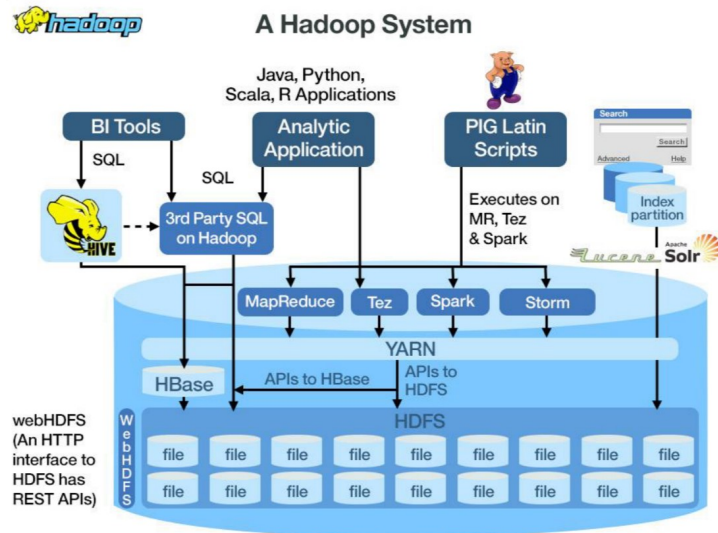 hadoop
A Hadoop System
Java, Python,
Scala, R Applications
BI Tools
Analytic
Application
PIG Latin
Scripts
Search
Search
Advanced
Help
Index
partition
SQL
SQL
HIVE
3rd Party SQL
on Hadoop
Executes on
MR, Tez
& Spark
Lucene
Apache
Solr
MapReduce
Tez
Spark
Storm
YARN
HBase
APIs to HBase
APIs to
HDFS
HDFS
webHDFS
(An HTTP
interface to
HDFS has
REST APIs)
WebHDFS
file file file file file file file file file
file file file file file file file file file